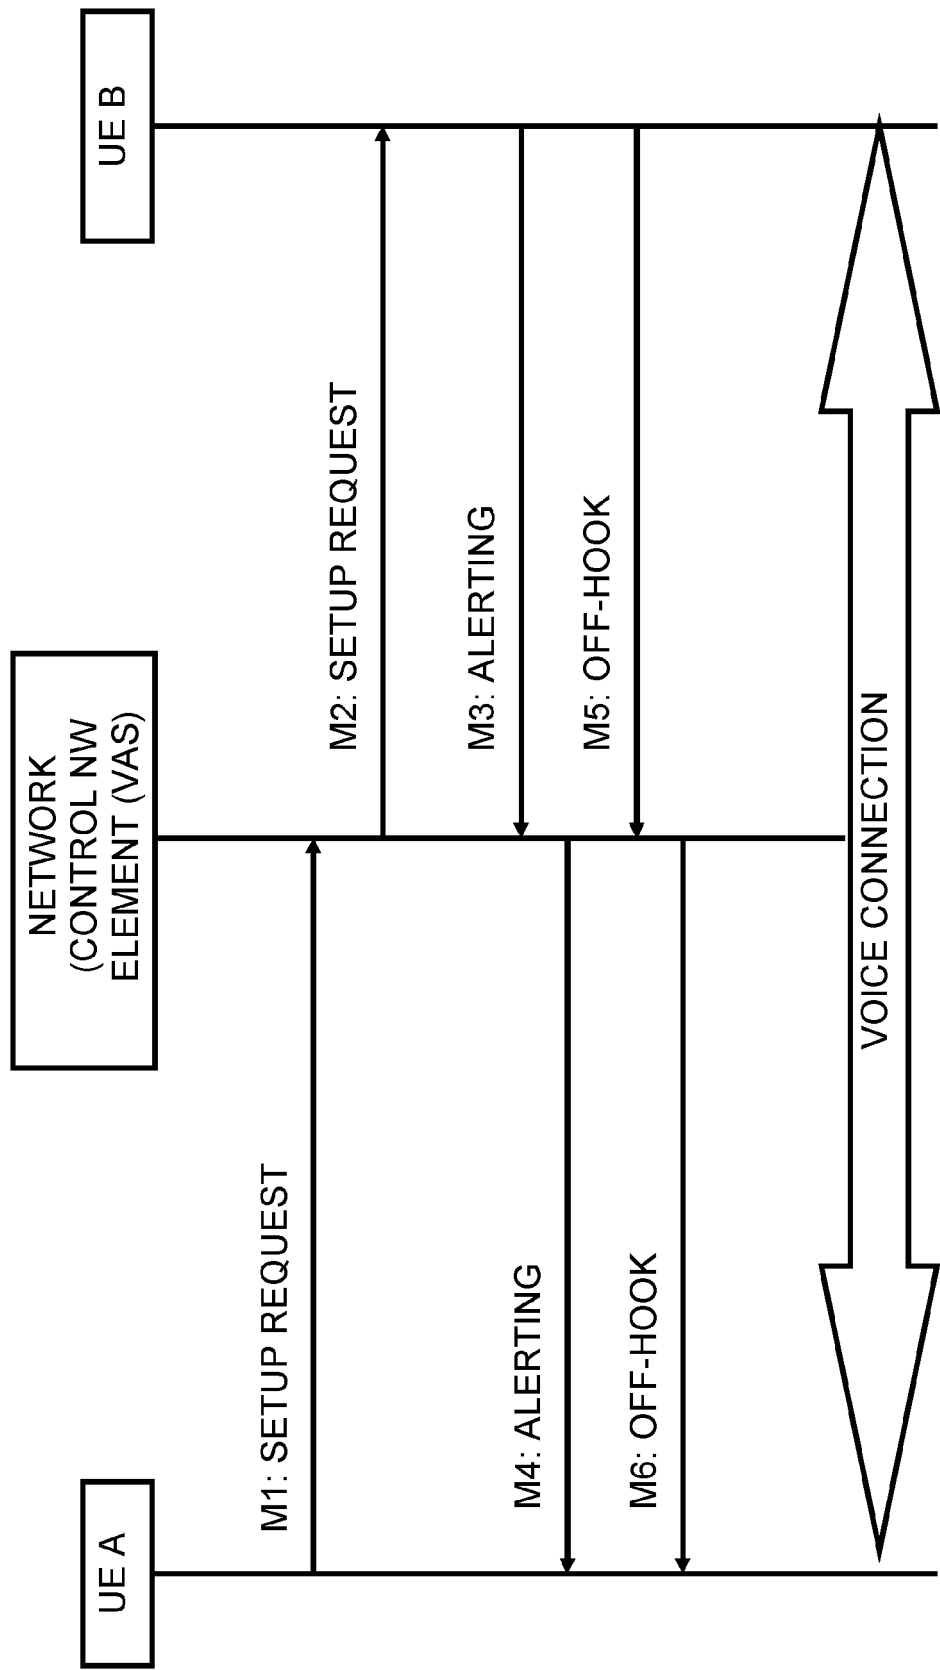 UE A
NETWORK
(CONTROL NW
ELEMENT (VAS)
UE B
M1: SETUP REQUEST
M2: SETUP REQUEST
M3: ALERTING
M4: ALERTING
M5: OFF-HOOK
M6: OFF-HOOK
VOICE CONNECTION